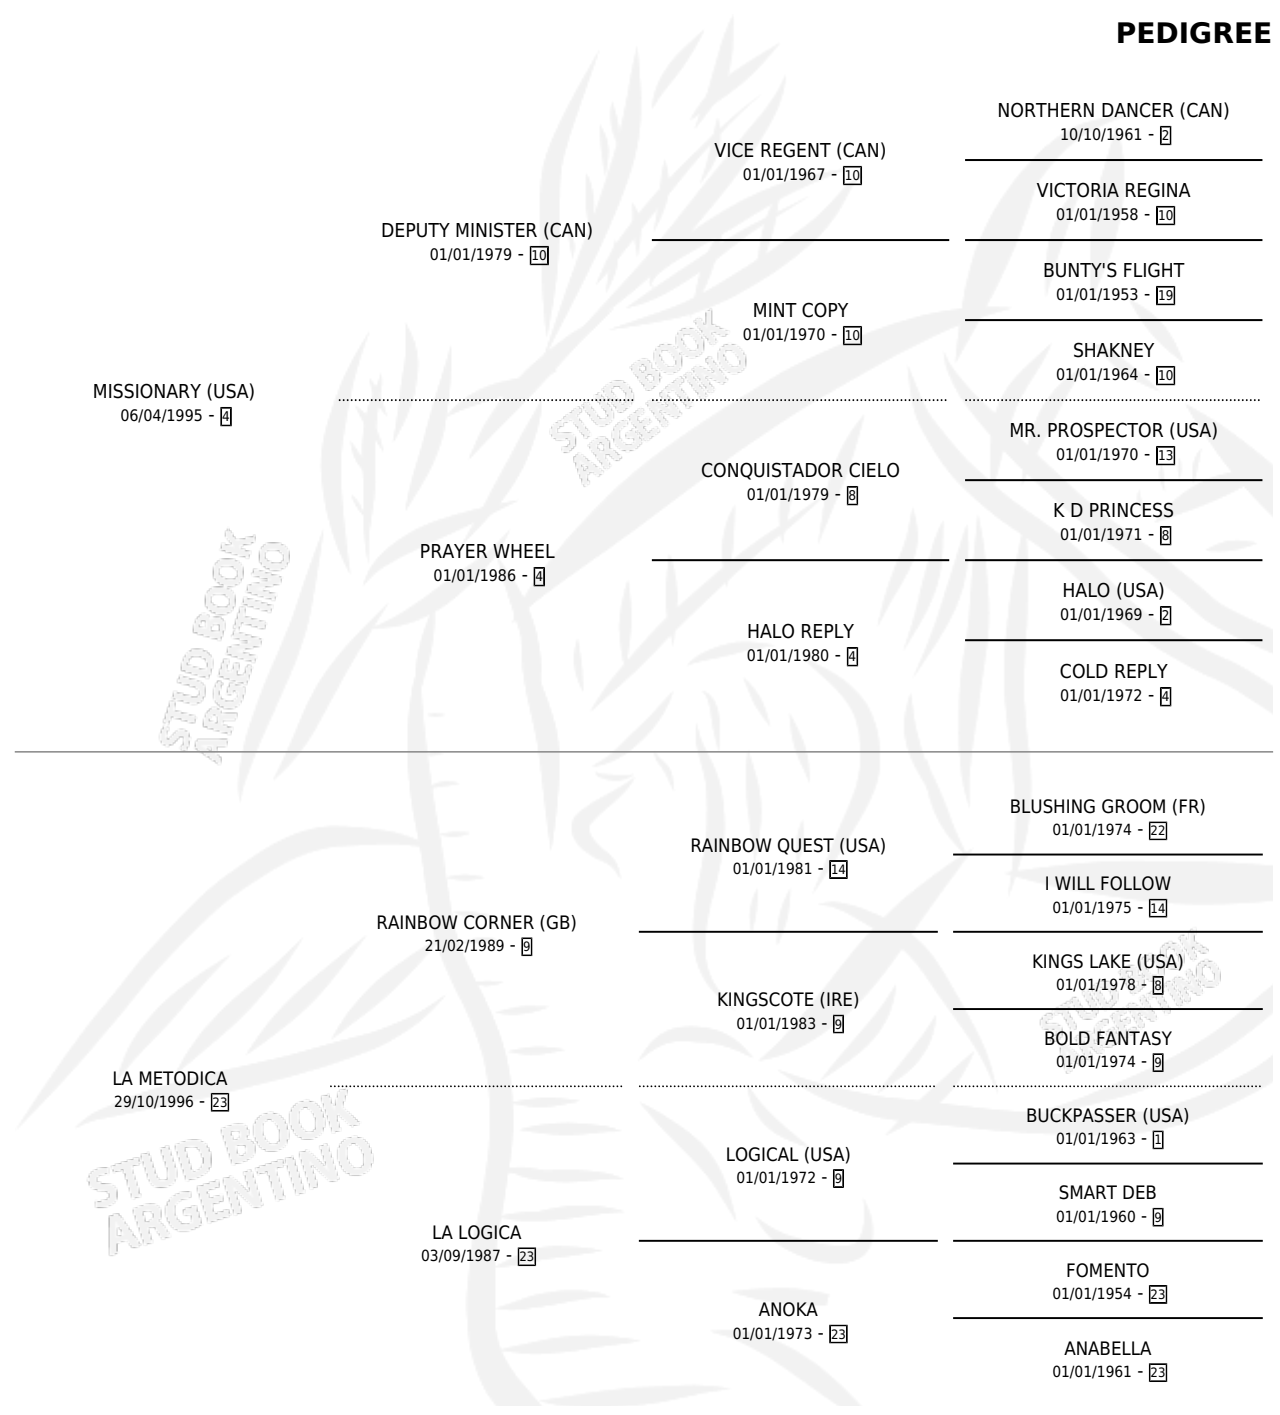 PEDIGREE
NORTHERN DANCER (CAN)
10/10/1961 - 2
VICE REGENT (CAN)
01/01/1967 - 10
VICTORIA REGINA
01/01/1958 - 10
DEPUTY MINISTER (CAN)
01/01/1979 - 10
BUNTY'S FLIGHT
01/01/1953 - 19
MINT COPY
01/01/1970 - 10
SHAKNEY
01/01/1964 - 10
MISSIONARY (USA)
06/04/1995 - 4
STUD BOOK
ARGENTINO
MR. PROSPECTOR (USA)
01/01/1970 - 13
CONQUISTADOR CIELO
01/01/1979 - 8
K D PRINCESS
01/01/1971 - 8
PRAYER WHEEL
01/01/1986 - 4
HALO (USA)
01/01/1969 - 2
HALO REPLY
01/01/1980 - 4
COLD REPLY
01/01/1972 - 4
STUD BOOK
ARGENTINO
BLUSHING GROOM (FR)
01/01/1974 - 22
RAINBOW QUEST (USA)
01/01/1981 - 14
I WILL FOLLOW
01/01/1975 - 14
RAINBOW CORNER (GB)
21/02/1989 - 9
KINGS LAKE (USA)
01/01/1978 - 8
KINGSCOTE (IRE)
01/01/1983 - 9
STUD BOOK
ARGENTINO
BOLD FANTASY
01/01/1974 - 9
LA METODICA
29/10/1996 - 23
BUCKPASSER (USA)
01/01/1963 - 1
LOGICAL (USA)
01/01/1972 - 9
STUD BOOK
ARGENTINO
SMART DEB
01/01/1960 - 9
LA LOGICA
03/09/1987 - 23
FOMENTO
01/01/1954 - 23
ANOKA
01/01/1973 - 23
ANABELLA
01/01/1961 - 23